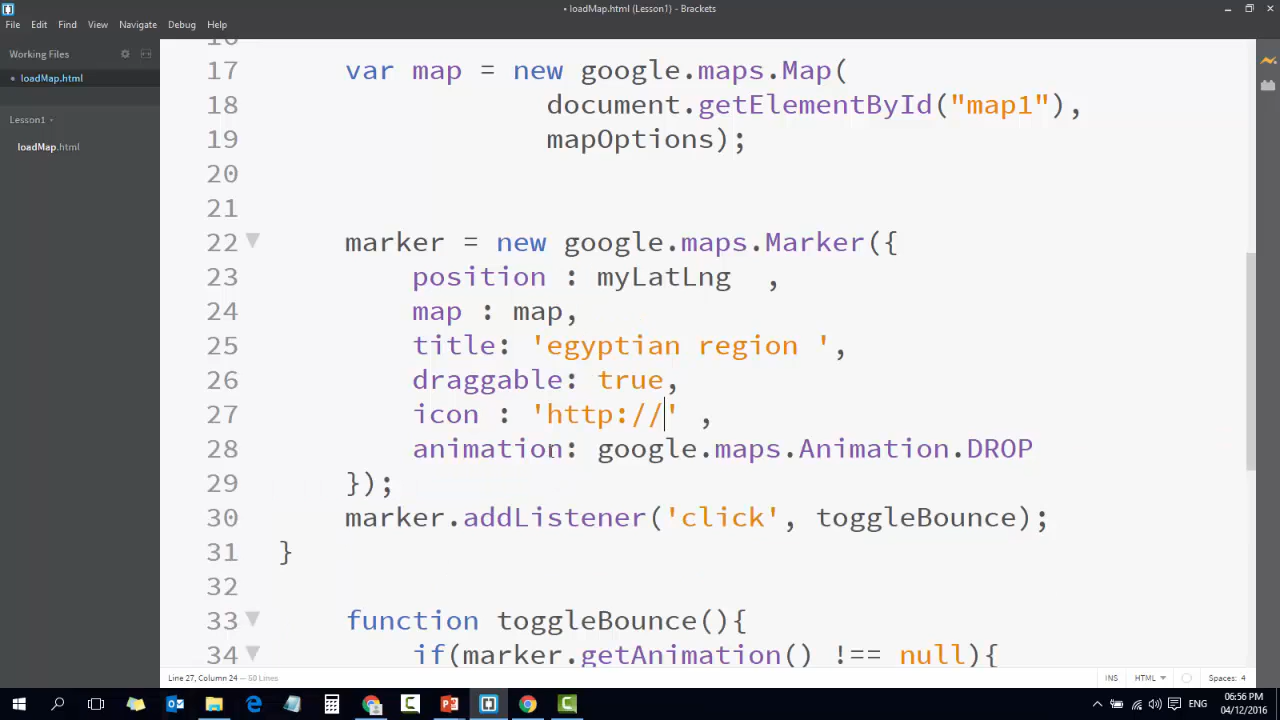 • loadMap.html (Lesson1) - Brackets
File Edit Find View Navigate Debug Help
Working Files
loadMap.html
Lesson1
loadMap.html
16
17 var map = new google.maps.Map(
18 document.getElementById("map1"),
19 mapOptions);
20
21
22 marker = new google.maps.Marker({
23 position : myLatLng ,
24 map : map,
25 title: 'egyptian region ',
26 draggable: true,
27 icon : 'http://' ,
28 animation: google.maps.Animation.DROP
29 });
30 marker.addListener('click', toggleBounce);
31 }
32
33 function toggleBounce(){
34 if(marker.getAnimation() !== null){
Line 27, Column 24 — 50 Lines
INS HTML Spaces: 4
ENG
06:56 PM
04/12/2016